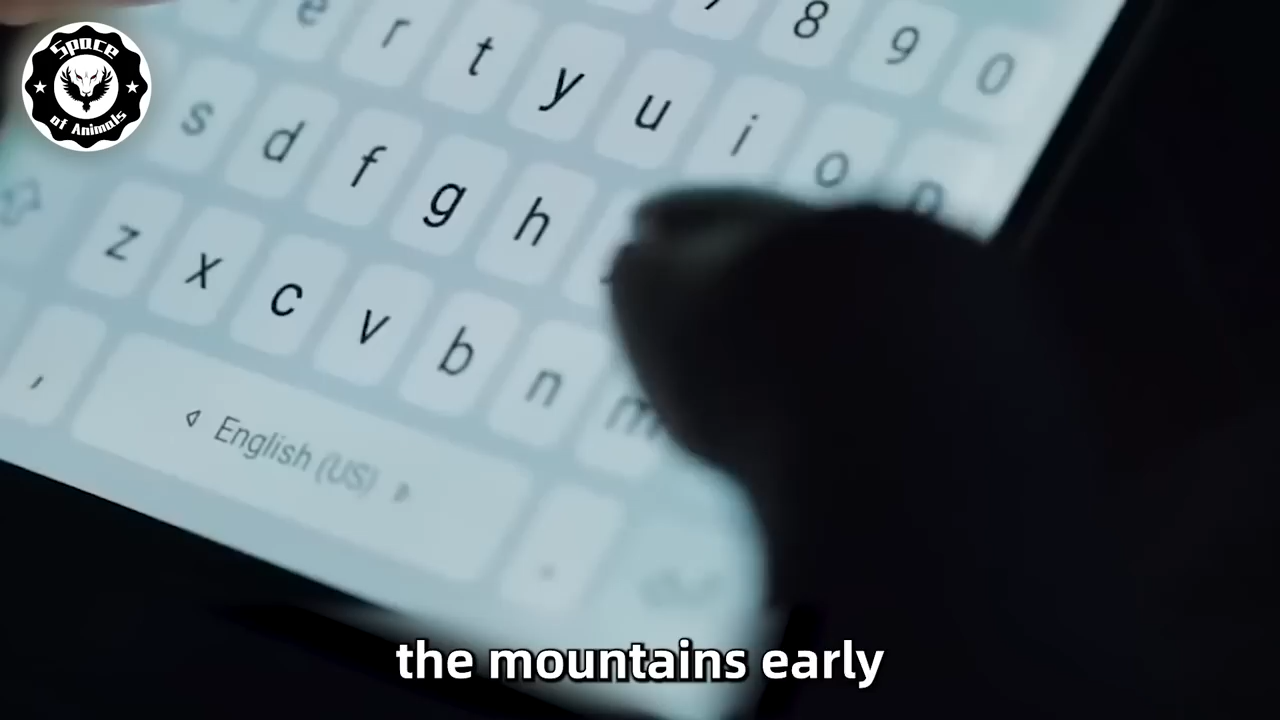 Space
of Animals
8 9 0
e r t y u i o p
s d f g h
z x c v b n m
, English (US) .
the mountains early